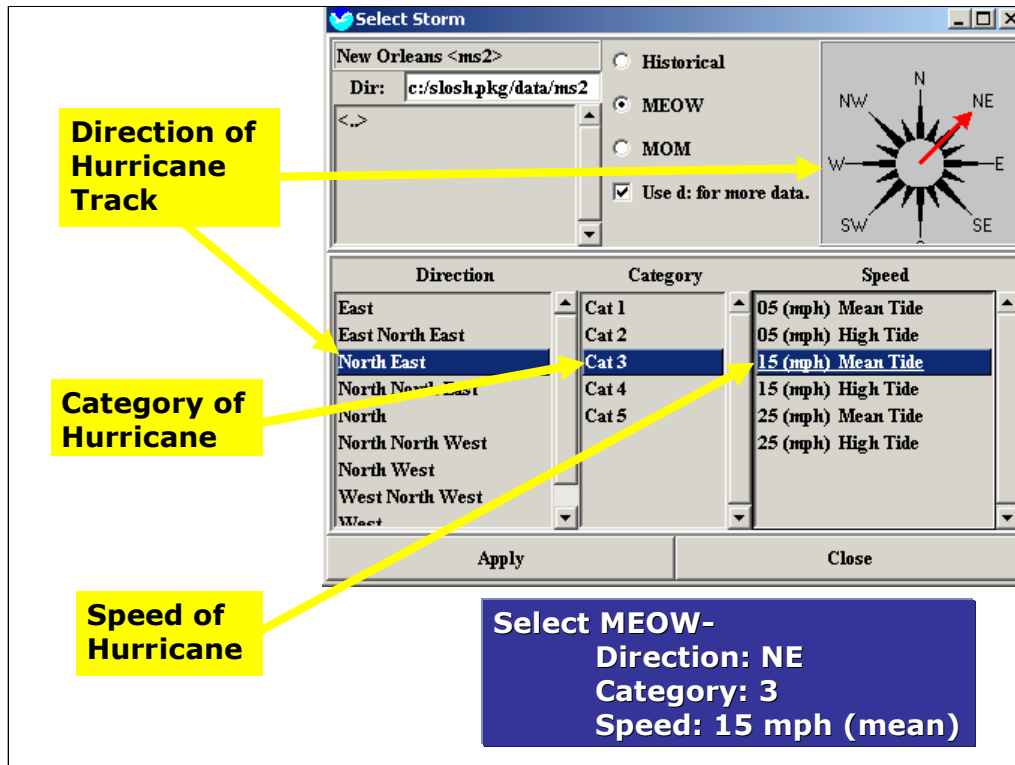 Select Storm
New Orleans <ms2>
Dir: c:/slosh.pkg/data/ms2
<..>
Historical
MEOW
MOM
Use d: for more data.
N
NW
NE
W
E
SW
SE
Direction of
Hurricane
Track
Direction
Category
Speed
East
East North East
North East
North North East
North
North North West
North West
West North West
West
Cat 1
Cat 2
Cat 3
Cat 4
Cat 5
05 (mph) Mean Tide
05 (mph) High Tide
15 (mph) Mean Tide
15 (mph) High Tide
25 (mph) Mean Tide
25 (mph) High Tide
Category of
Hurricane
Apply
Close
Speed of
Hurricane
Select MEOW-
Direction: NE
Category: 3
Speed: 15 mph (mean)